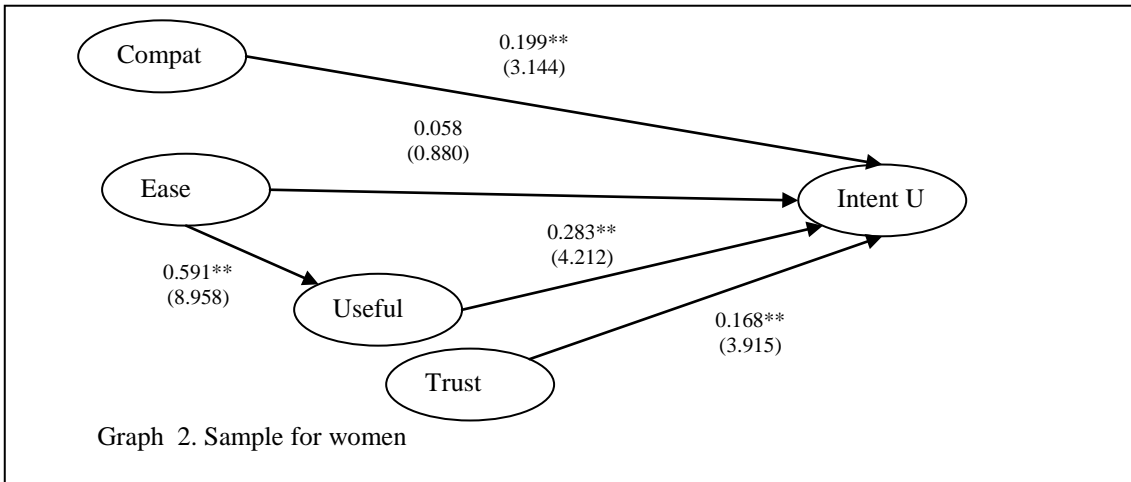 Compat
0.199**
(3.144)
0.058
(0.880)
Ease
Intent U
0.283**
(4.212)
0.591**
(8.958)
Useful
0.168**
(3.915)
Trust
Graph 2. Sample for women